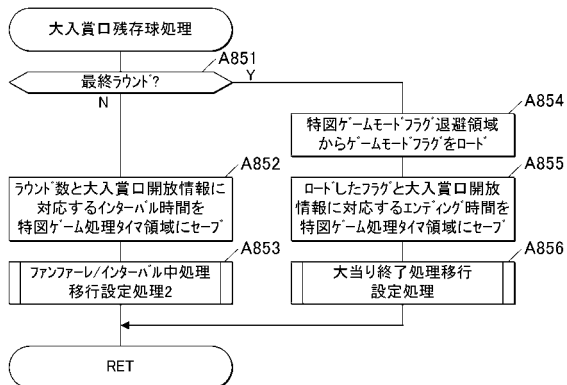 大入賞口残存球処理
A851
最終ラウンド?
Y
N
A854
特図ゲームモードフラグ退避領域
からゲームモードフラグをロード
A852
ラウンド数と大入賞口開放情報に
対応するインターバル時間を
特図ゲーム処理タイマ領域にセーブ
A855
ロードしたフラグと大入賞口開放
情報に対応するエンディング時間を
特図ゲーム処理タイマ領域にセーブ
A853
ファンファーレ/インターバル中処理
移行設定処理2
A856
大当り終了処理移行
設定処理
RET